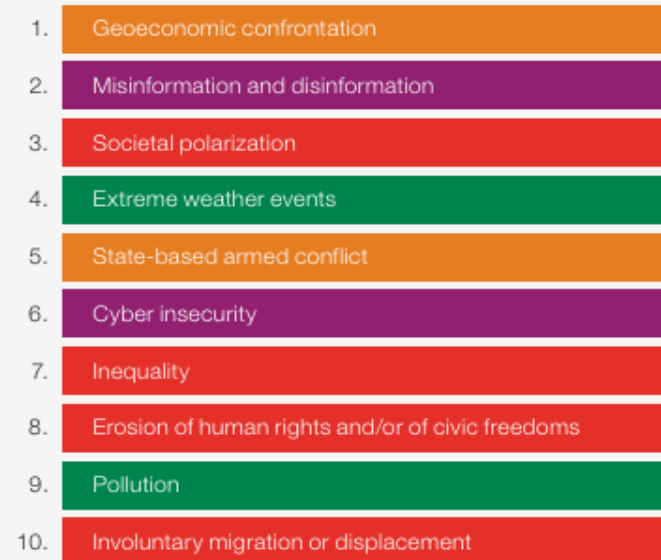 1. Geoeconomic confrontation
2. Misinformation and disinformation
3. Societal polarization
4. Extreme weather events
5. State-based armed conflict
6. Cyber insecurity
7. Inequality
8. Erosion of human rights and/or of civic freedoms
9. Pollution
10. Involuntary migration or displacement